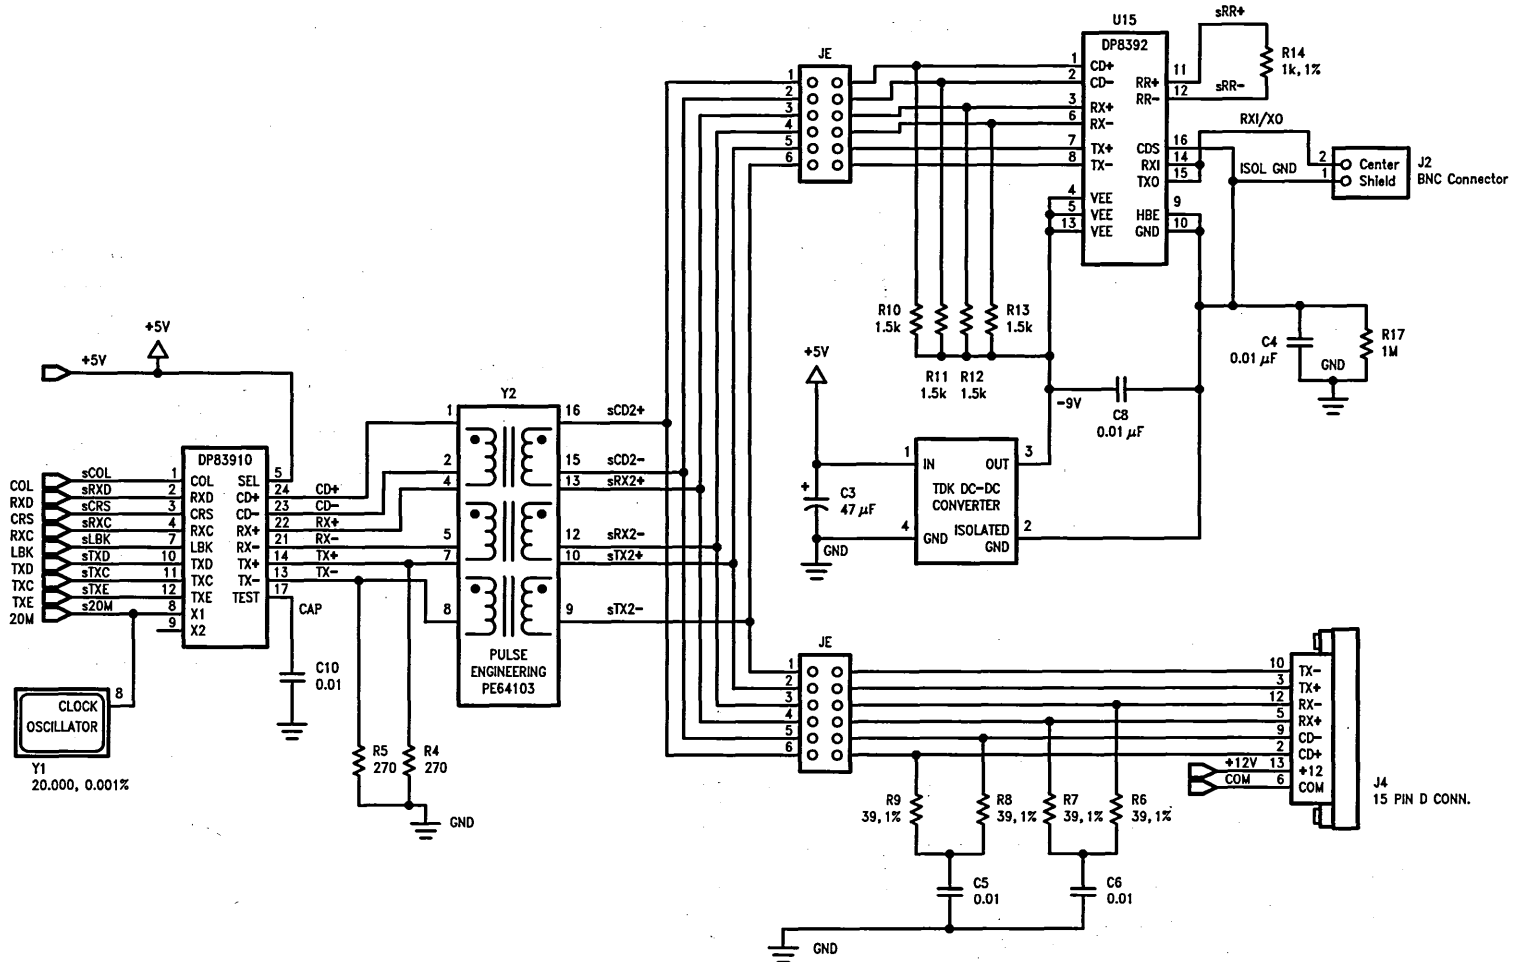 sRR+
U15
DP8392
R14
1k, 1%
JE
1 CD+
2 CD-
3 RX+
6 RX-
7 TX+
8 TX-
4 VEE
5 VEE
13 VEE
RR+ 11
RR- 12
sRR-
RXI/XO
CDS 16
RXI 14
TXO 15
HBE 9
GND 10
ISOL GND
2 Center
1 Shield
J2
BNC Connector
1
2
3
4
5
6
R10
1.5k
R13
1.5k
R11
1.5k
R12
1.5k
C4
0.01 µF
GND
R17
1M
-9V
C8
0.01 µF
+5V
+5V
+5V
1 IN
OUT 3
TDK DC-DC
CONVERTER
4 GND
ISOLATED
GND 2
+
C3
47 µF
GND
Y2
1
2
4
5
7
8
16 sCD2+
15 sCD2-
13 sRX2+
12 sRX2-
10 sTX2+
9 sTX2-
PULSE
ENGINEERING
PE64103
DP83910
COL sCOL 1 COL
RXD sRXD 2 RXD
CRS sCRS 3 CRS
RXC sRXC 4 RXC
LBK sLBK 7 LBK
TXD sTXD 10 TXD
TXC sTXC 11 TXC
TXE sTXE 12 TXE
20M s20M 8 X1
9 X2
SEL 5
CD+ 24 CD+
CD- 23 CD-
RX+ 22 RX+
RX- 21 RX-
TX+ 14 TX+
TX- 13 TX-
TEST 17
CAP
C10
0.01
CLOCK 8
OSCILLATOR
Y1
20.000, 0.001%
R5
270
R4
270
GND
JE
1
2
3
4
5
6
10 TX-
3 TX+
12 RX-
5 RX+
9 CD-
2 CD+
+12V 13 +12
COM 6 COM
J4
15 PIN D CONN.
R9
39, 1%
R8
39, 1%
R7
39, 1%
R6
39, 1%
C5
0.01
C6
0.01
GND